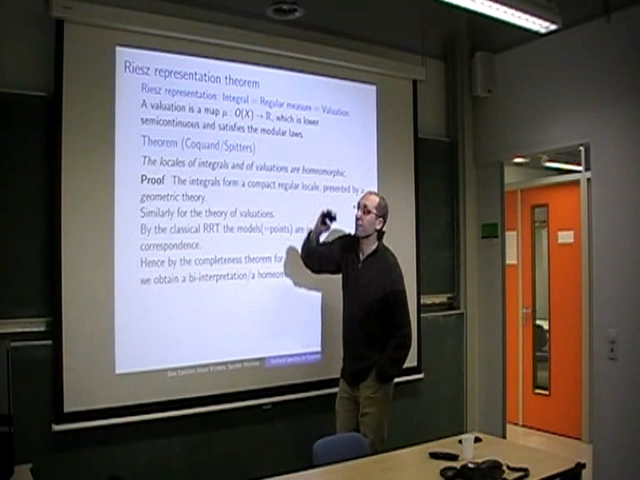 Riesz representation theorem
Riesz representation: Integral = Regular measure = Valuation
A valuation is a map μ : O(X) → ℝ, which is lower
semicontinuous and satisfies the modular laws.
Theorem (Coquand/Spitters)
The locales of integrals and of valuations are homeomorphic.
Proof The integrals form a compact regular locale, presented by a
geometric theory.
Similarly for the theory of valuations.
By the classical RRT the models(=points) are
correspondence.
Hence by the completeness theorem for
we obtain a bi-interpretation/a